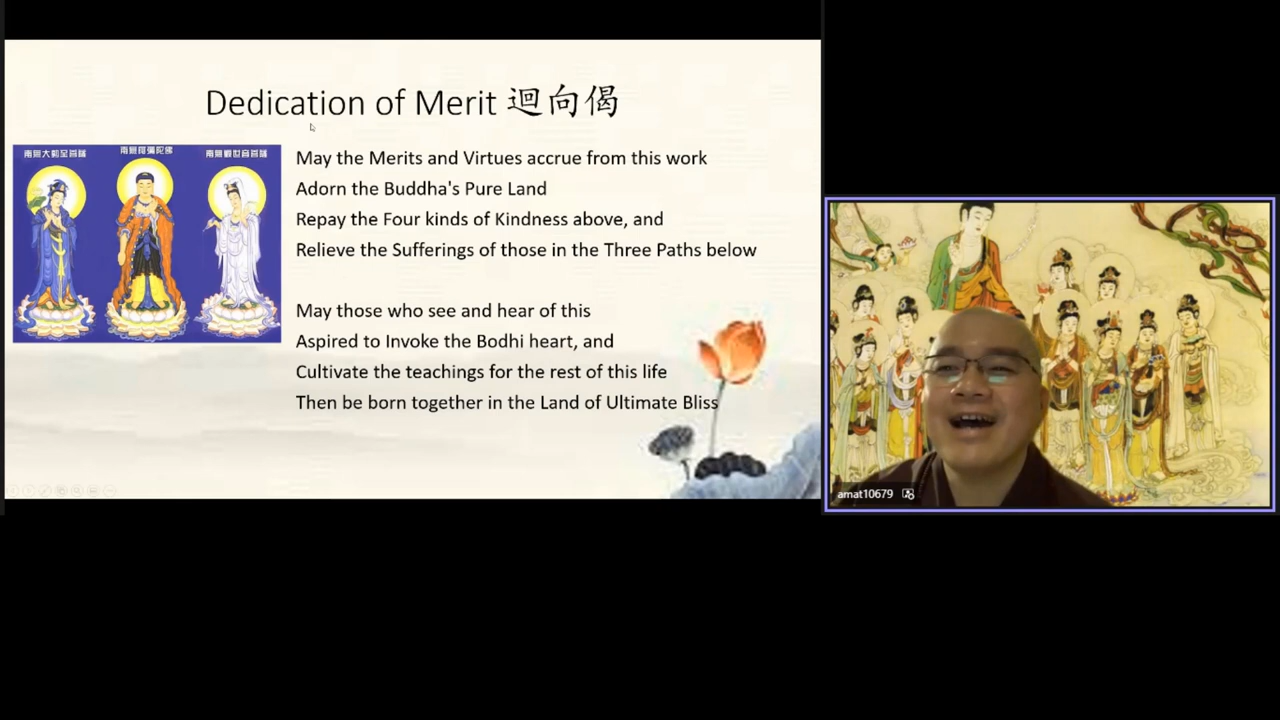 Dedication of Merit 迴向偈
南無大勢至菩薩
南無阿彌陀佛
南無觀世音菩薩
May the Merits and Virtues accrue from this work
Adorn the Buddha's Pure Land
Repay the Four kinds of Kindness above, and
Relieve the Sufferings of those in the Three Paths below
May those who see and hear of this
Aspired to Invoke the Bodhi heart, and
Cultivate the teachings for the rest of this life
Then be born together in the Land of Ultimate Bliss
amat10679